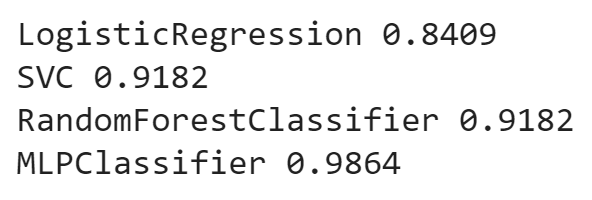 LogisticRegression 0.8409
SVC 0.9182
RandomForestClassifier 0.9182
MLPClassifier 0.9864